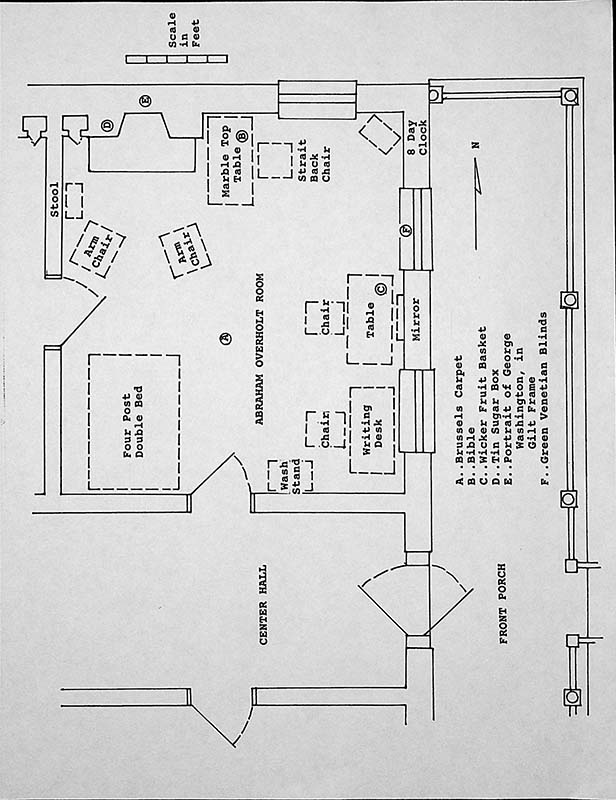 Scale
in
Feet
D
E
Stool
Arm
Chair
Arm
Chair
Marble Top
Table B
Strait
Back
Chair
8 Day
Clock
N
F
A
ABRAHAM OVERHOLT ROOM
Chair
Table C
Mirror
Four Post
Double Bed
Chair
Writing
Desk
Wash
Stand
CENTER HALL
FRONT PORCH
A..Brussels Carpet
B..Bible
C..Wicker Fruit Basket
D..Tin Sugar Box
E..Portrait of George
Washington, in
Gilt Frame
F..Green Venetian Blinds